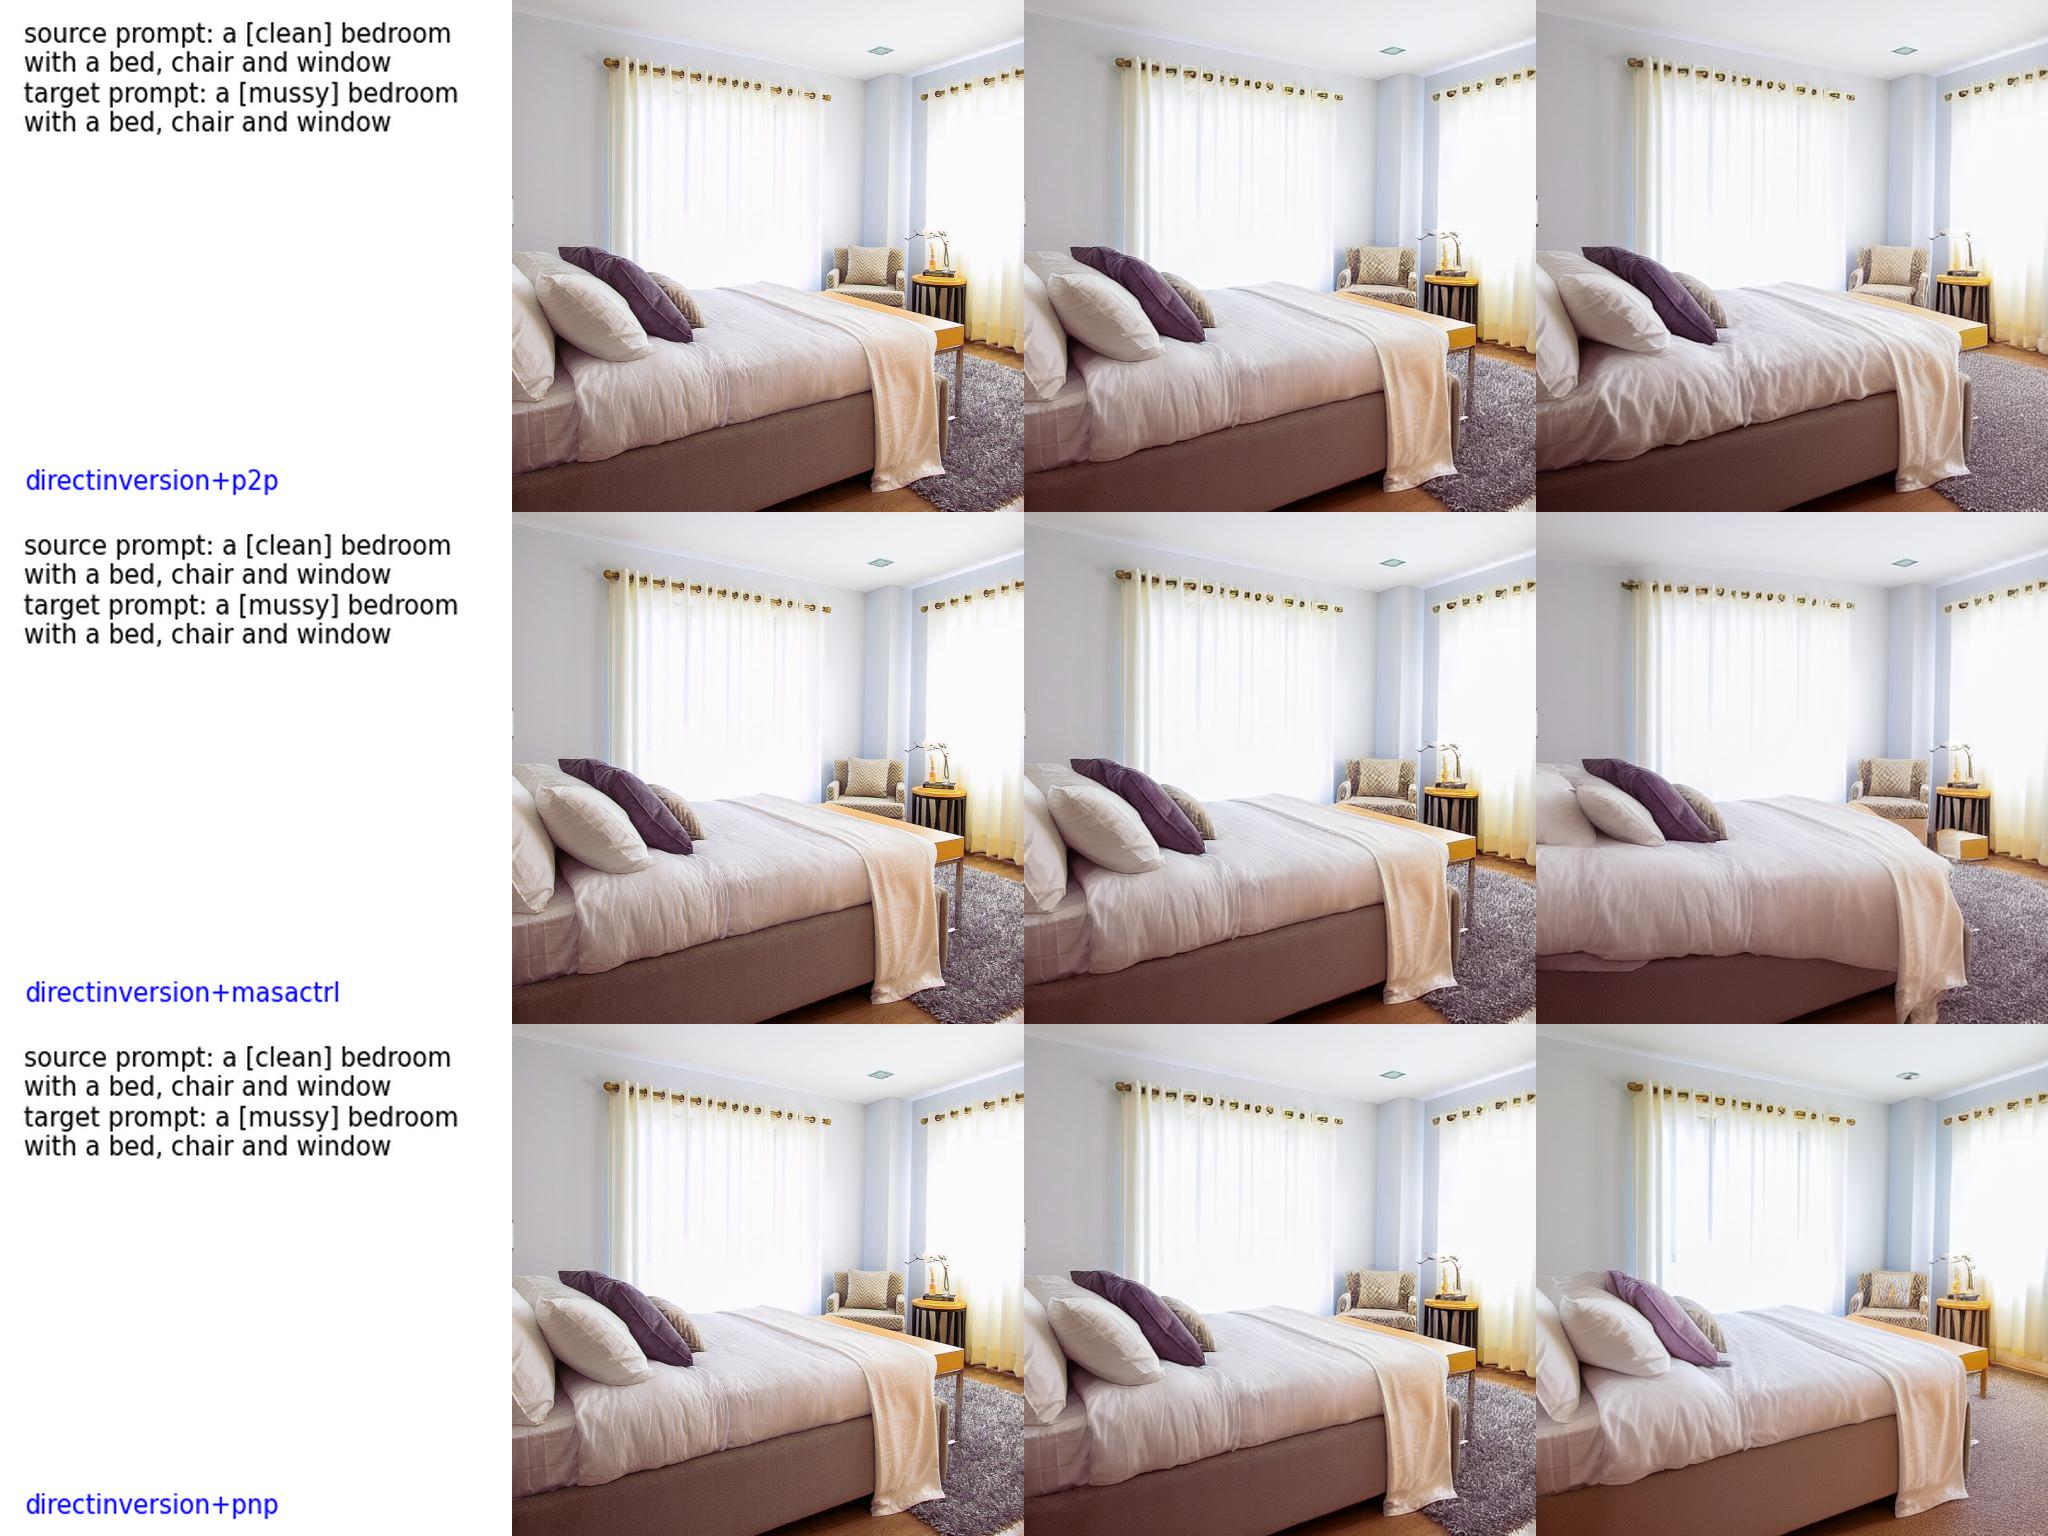 source prompt: a [clean] bedroom
with a bed, chair and window
target prompt: a [mussy] bedroom
with a bed, chair and window
directinversion+p2p
source prompt: a [clean] bedroom
with a bed, chair and window
target prompt: a [mussy] bedroom
with a bed, chair and window
directinversion+masactrl
source prompt: a [clean] bedroom
with a bed, chair and window
target prompt: a [mussy] bedroom
with a bed, chair and window
directinversion+pnp